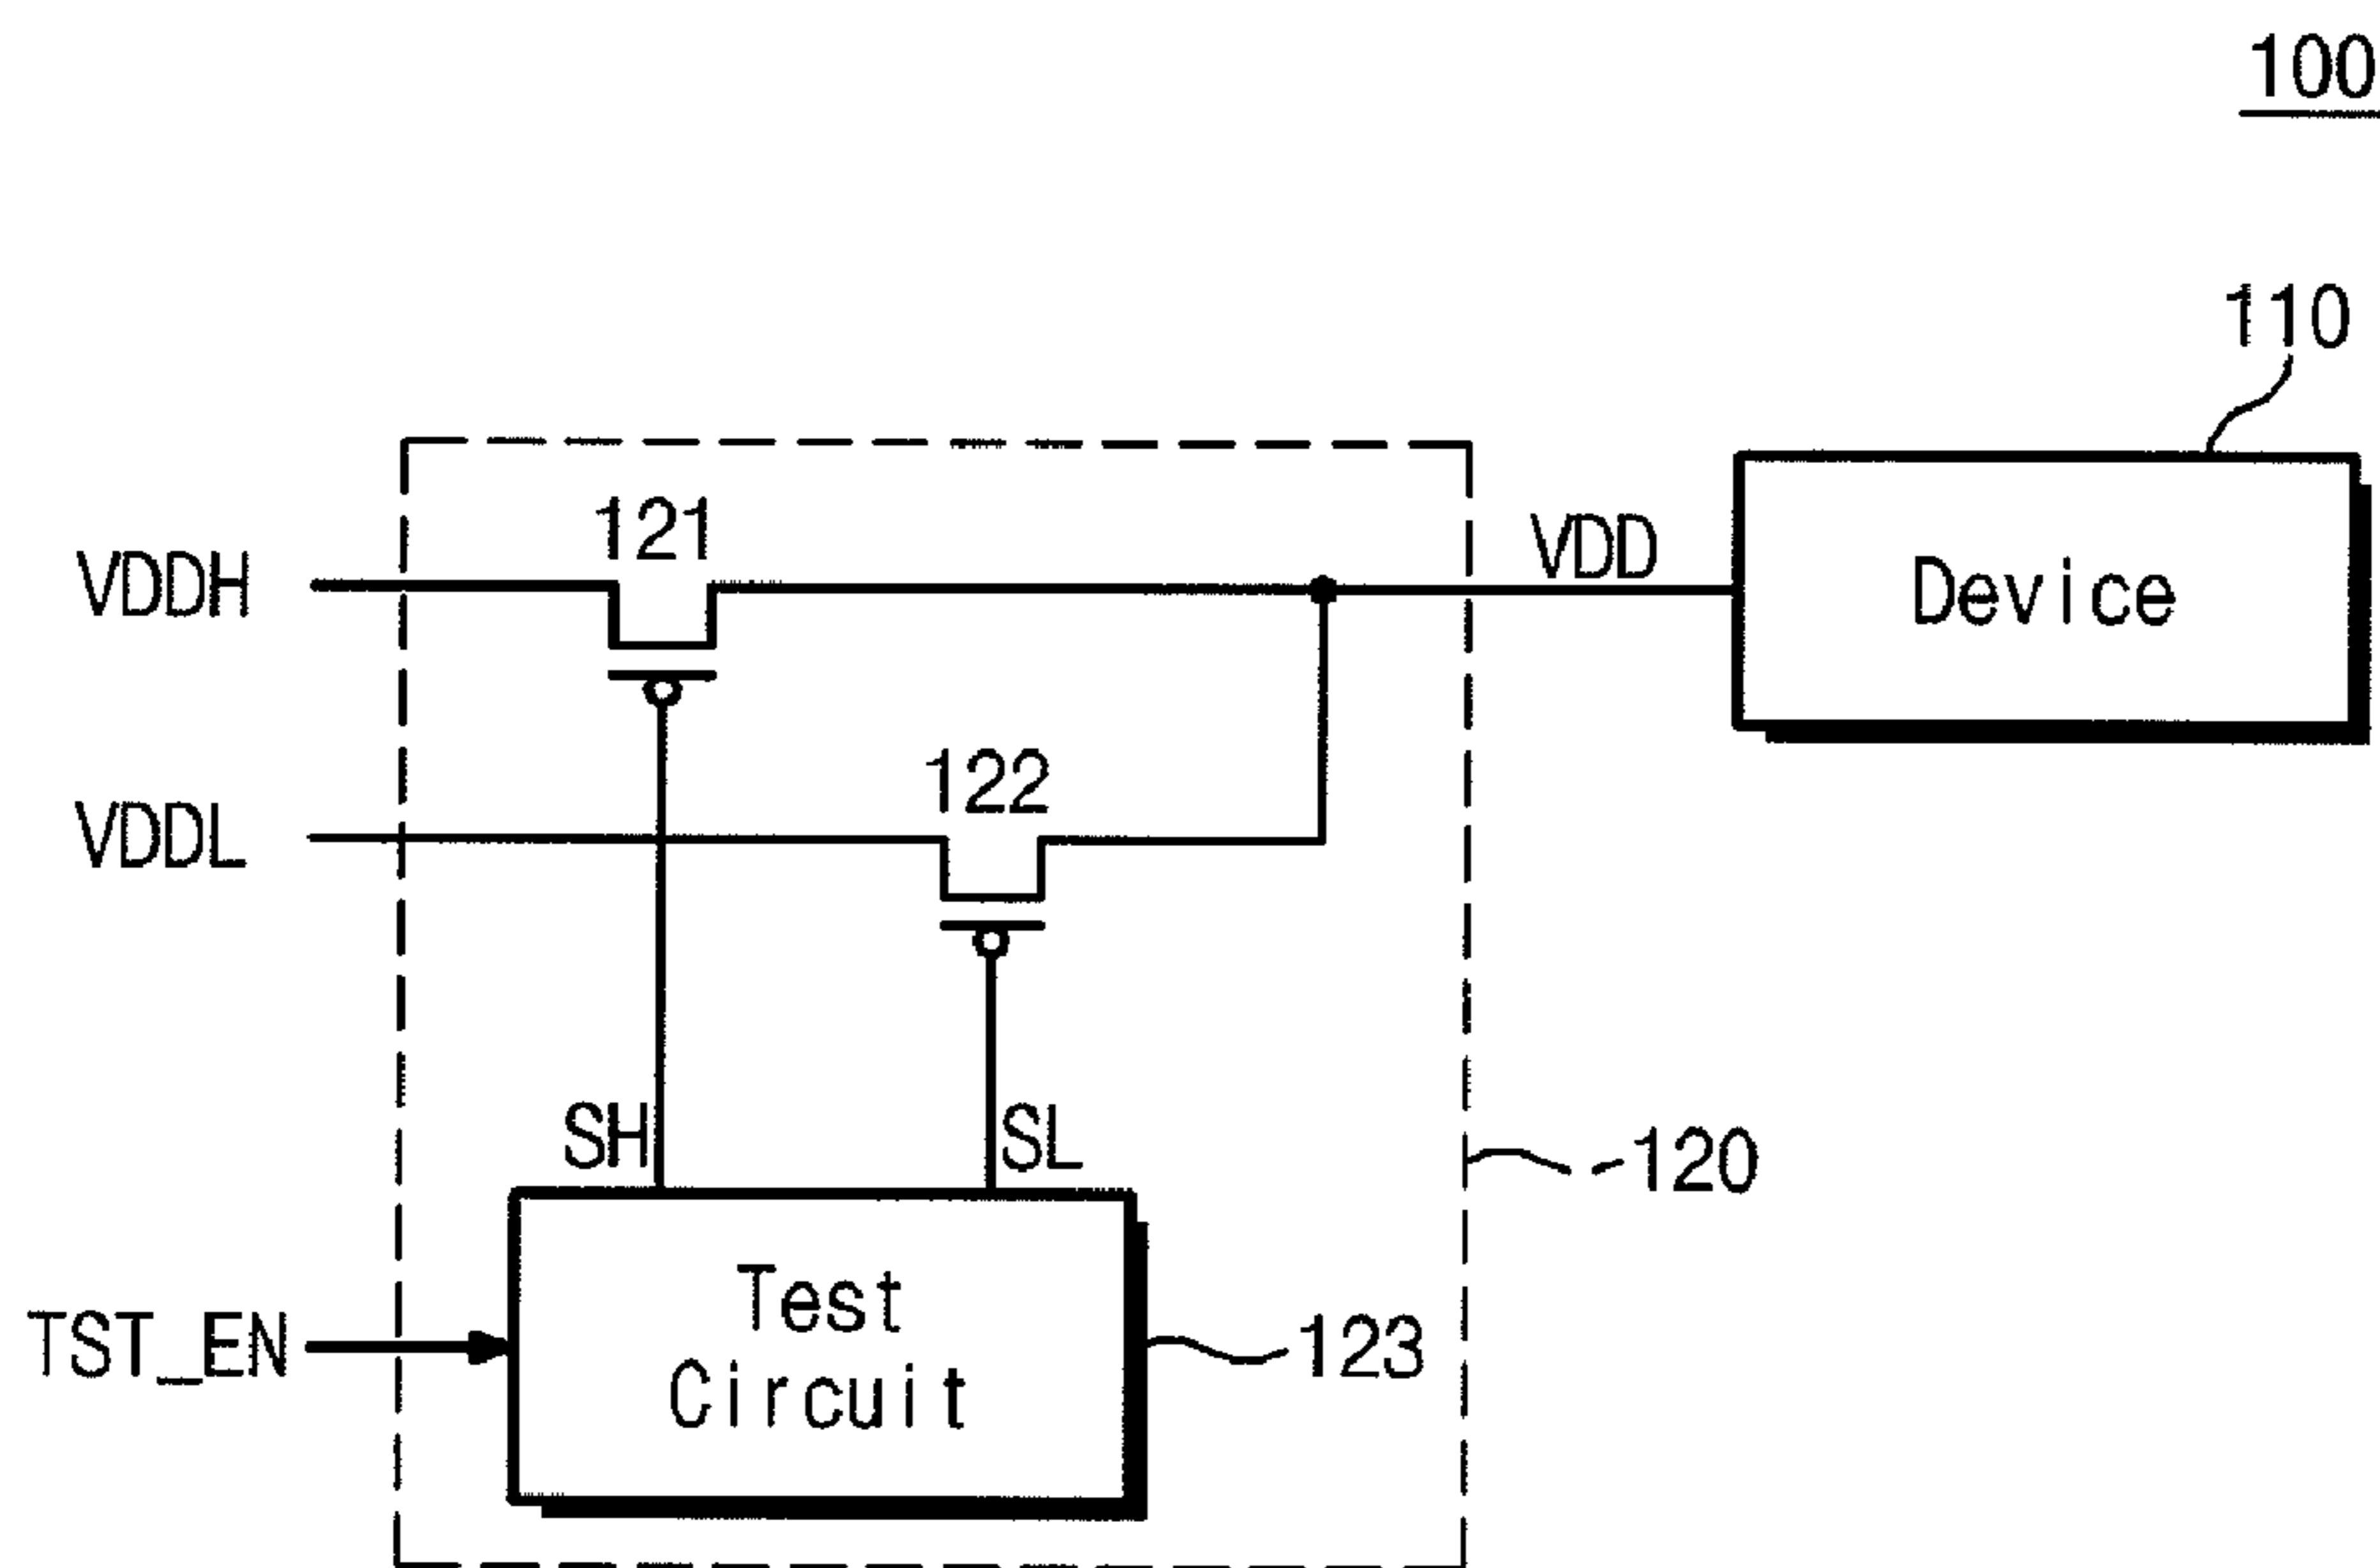 100
110
121
VDD
VDDH
Device
122
VDDL
SH
SL
120
Test
Circuit
TST_EN
123